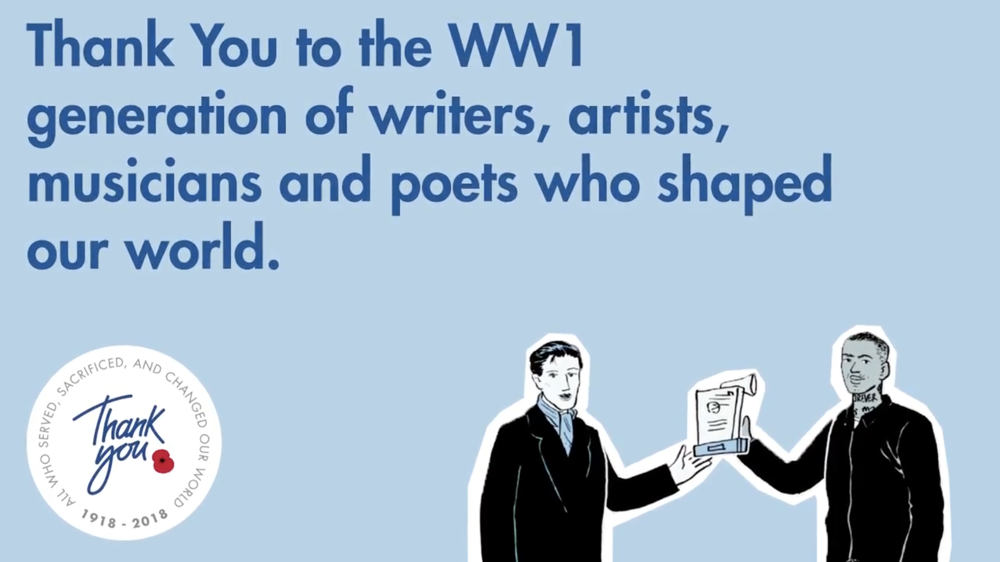 Thank You to the WW1
generation of writers, artists,
musicians and poets who shaped
our world.
ALL WHO SERVED, SACRIFICED, AND CHANGED OUR WORLD
Thank
you
1918 - 2018